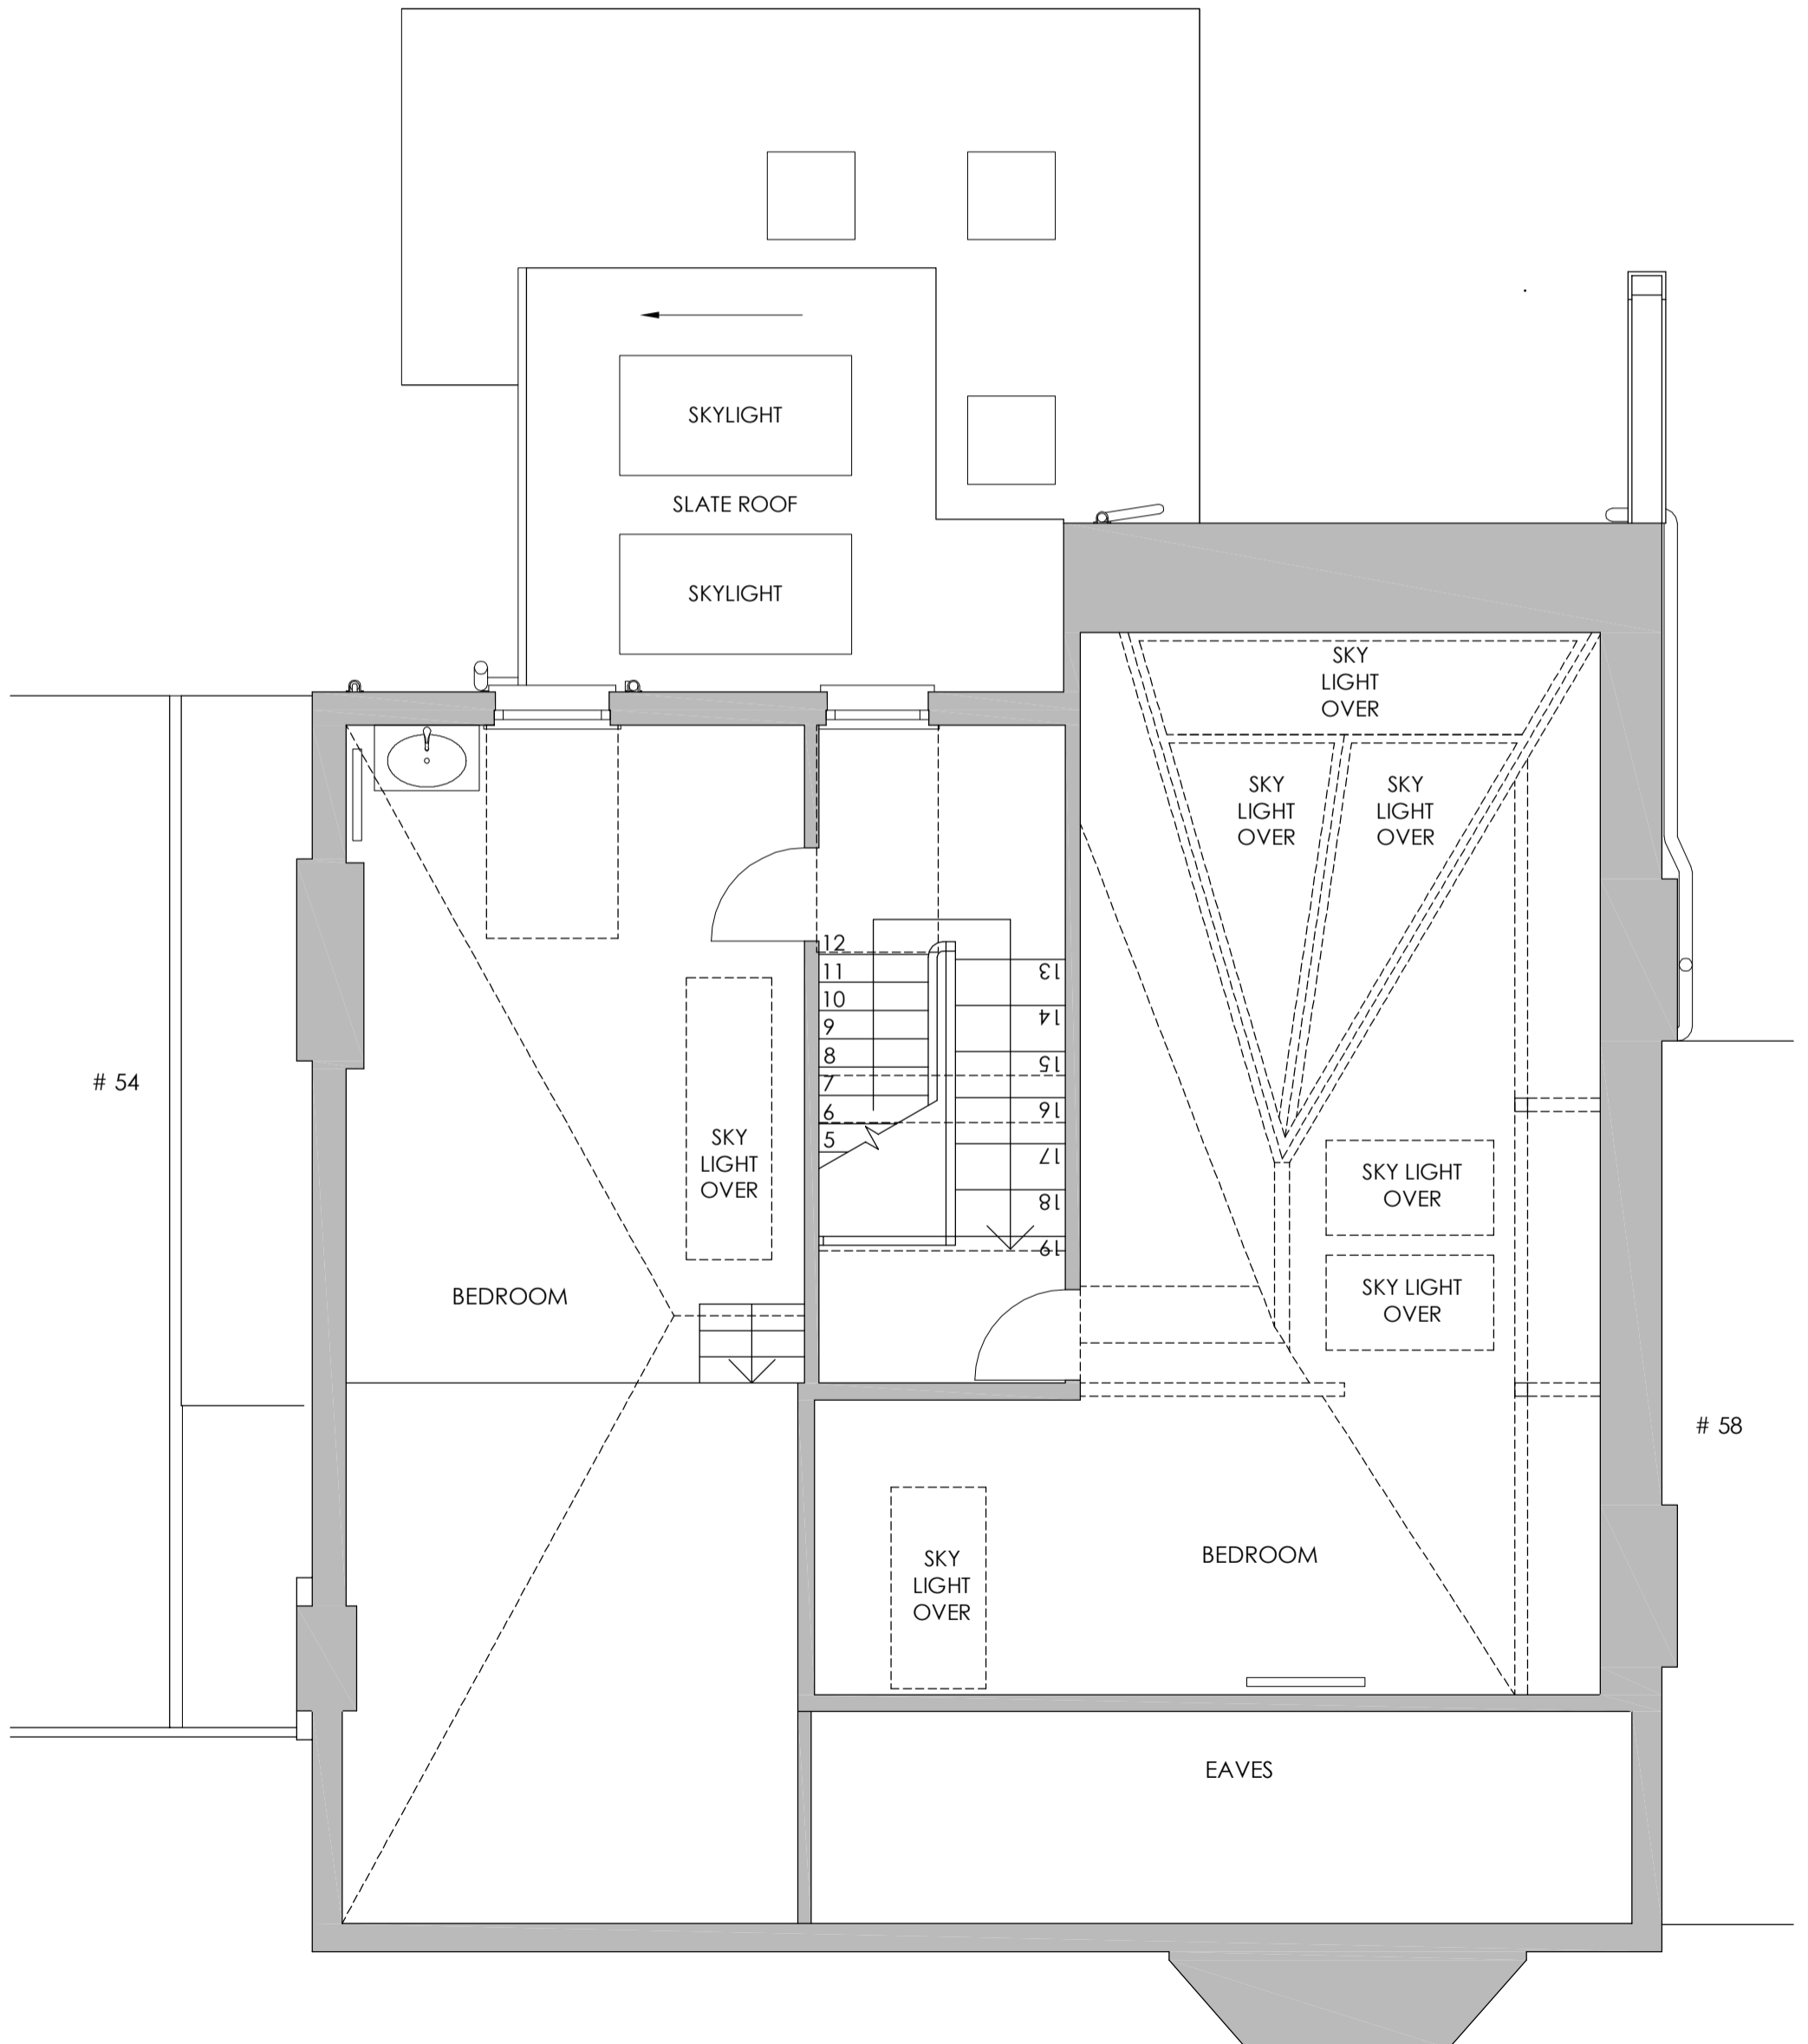 SKYLIGHT
SLATE ROOF
SKYLIGHT
SKY
LIGHT
OVER
SKY
LIGHT
OVER
SKY
LIGHT
OVER
12
11
10
9
8
7
6
5
13
14
15
16
17
18
19
# 54
SKY
LIGHT
OVER
BEDROOM
SKY LIGHT
OVER
SKY LIGHT
OVER
# 58
SKY
LIGHT
OVER
BEDROOM
EAVES